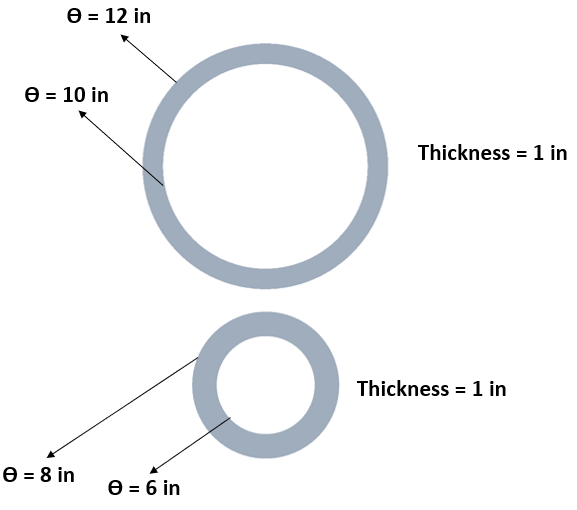 ϴ = 12 in
ϴ = 10 in
Thickness = 1 in
Thickness = 1 in
ϴ = 8 in
ϴ = 6 in